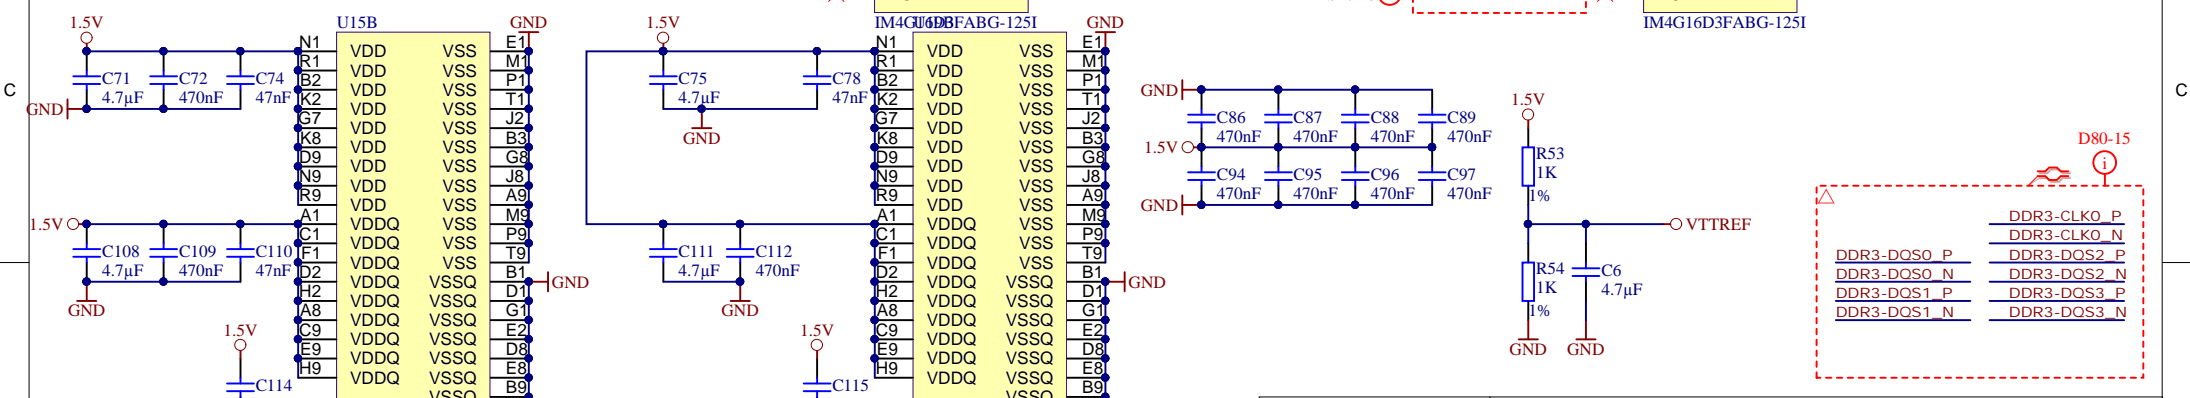 U15B
IM4G16D3FABG-125I
IM4G16D3FABG-125I
1.5V
GND
1.5V
GND
N1 VDD VSS E1
R1 VDD VSS M1
B2 VDD VSS P1
K2 VDD VSS T1
G7 VDD VSS J2
K8 VDD VSS B3
D9 VDD VSS G8
N9 VDD VSS J8
R9 VDD VSS A9
A1 VDDQ VSS M9
C1 VDDQ VSS P9
F1 VDDQ VSS T9
D2 VDDQ VSSQ B1
H2 VDDQ VSSQ D1
A8 VDDQ VSSQ G1
C9 VDDQ VSSQ E2
E9 VDDQ VSSQ D8
H9 VDDQ VSSQ E8
VSSQ B9
C71 C72 C74
4.7µF 470nF 47nF
GND
1.5V
C108 C109 C110
4.7µF 470nF 47nF
GND
GND
1.5V
C114
C75 C78
4.7µF 47nF
GND
C111 C112
4.7µF 470nF
GND
1.5V
C115
GND
N1 VDD VSS E1
R1 VDD VSS M1
B2 VDD VSS P1
K2 VDD VSS T1
G7 VDD VSS J2
K8 VDD VSS B3
D9 VDD VSS G8
N9 VDD VSS J8
R9 VDD VSS A9
A1 VDDQ VSS M9
C1 VDDQ VSS P9
F1 VDDQ VSS T9
D2 VDDQ VSSQ B1
H2 VDDQ VSSQ D1
A8 VDDQ VSSQ G1
C9 VDDQ VSSQ E2
E9 VDDQ VSSQ D8
H9 VDDQ VSSQ E8
VSSQ B9
GND
GND
C86 C87 C88 C89
470nF 470nF 470nF 470nF
1.5V
C94 C95 C96 C97
470nF 470nF 470nF 470nF
GND
1.5V
R53
1K
1%
VTTREF
R54
1K
1%
C6
4.7µF
GND GND
D80-15
i
DDR3-CLK0_P
DDR3-CLK0_N
DDR3-DQS0_P DDR3-DQS2_P
DDR3-DQS0_N DDR3-DQS2_N
DDR3-DQS1_P DDR3-DQS3_P
DDR3-DQS1_N DDR3-DQS3_N
C
C